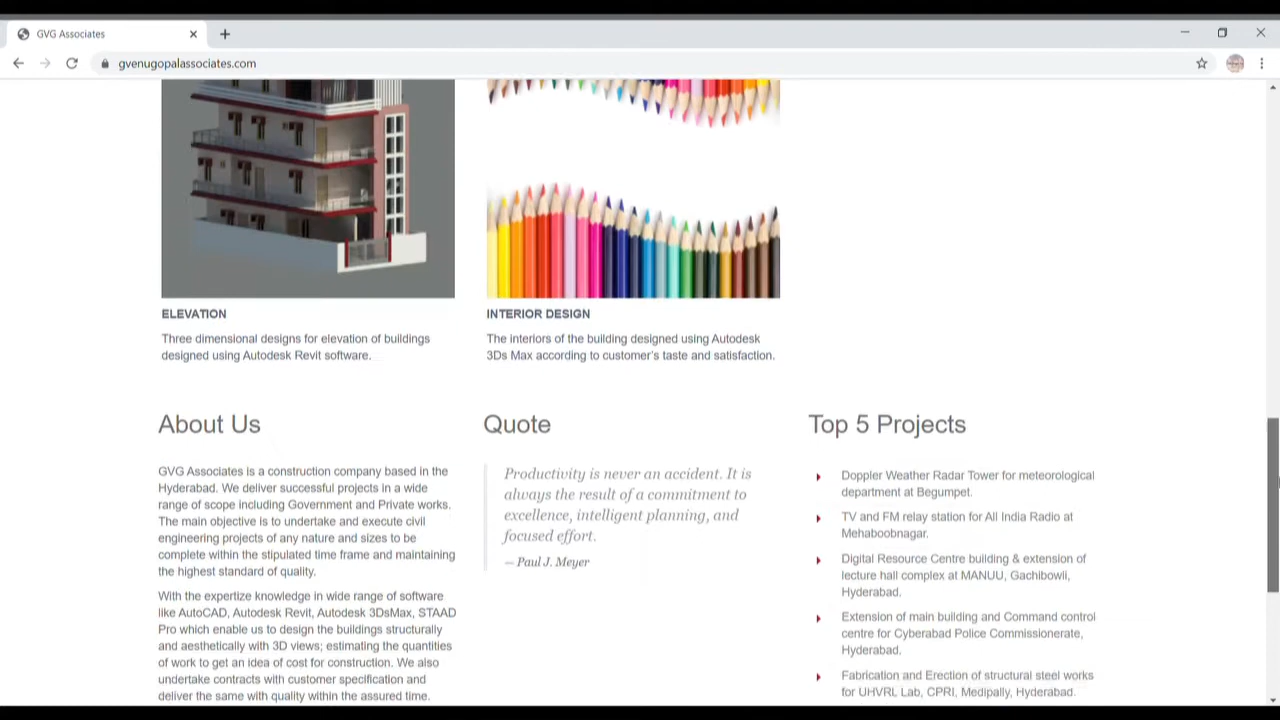 GVG Associates
gvenugopalassociates.com
ELEVATION
Three dimensional designs for elevation of buildings
designed using Autodesk Revit software.
INTERIOR DESIGN
The interiors of the building designed using Autodesk
3Ds Max according to customer's taste and satisfaction.
About Us
GVG Associates is a construction company based in the
Hyderabad. We deliver successful projects in a wide
range of scope including Government and Private works.
The main objective is to undertake and execute civil
engineering projects of any nature and sizes to be
complete within the stipulated time frame and maintaining
the highest standard of quality.
With the expertize knowledge in wide range of software
like AutoCAD, Autodesk Revit, Autodesk 3DsMax, STAAD
Pro which enable us to design the buildings structurally
and aesthetically with 3D views; estimating the quantities
of work to get an idea of cost for construction. We also
undertake contracts with customer specification and
deliver the same with quality within the assured time.
Quote
Productivity is never an accident. It is
always the result of a commitment to
excellence, intelligent planning, and
focused effort.
— Paul J. Meyer
Top 5 Projects
Doppler Weather Radar Tower for meteorological
department at Begumpet.
TV and FM relay station for All India Radio at
Mehaboobnagar.
Digital Resource Centre building & extension of
lecture hall complex at MANUU, Gachibowli,
Hyderabad.
Extension of main building and Command control
centre for Cyberabad Police Commissionerate,
Hyderabad.
Fabrication and Erection of structural steel works
for UHVRL Lab, CPRI, Medipally, Hyderabad.